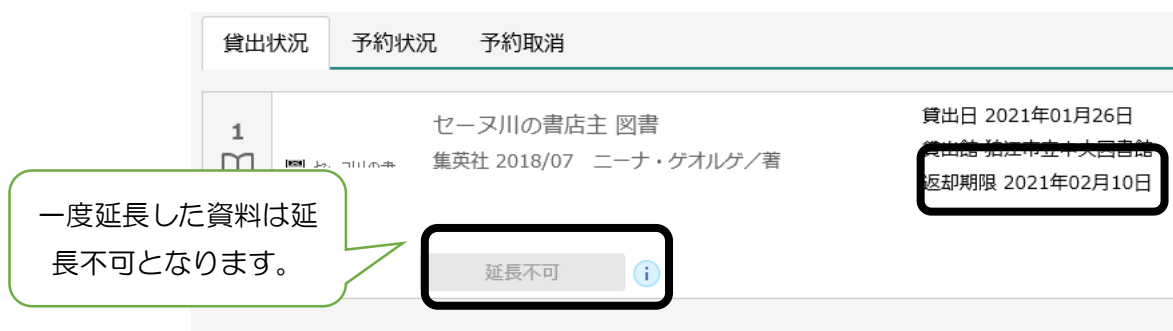 貸出状況 予約状況 予約取消
1
セーヌ川の書店主 図書
集英社 2018/07 ニーナ・ゲオルゲ／著
貸出日 2021年01月26日
貸出館 狛江市立中央図書館
返却期限 2021年02月10日
一度延長した資料は延
長不可となります。
延長不可 i